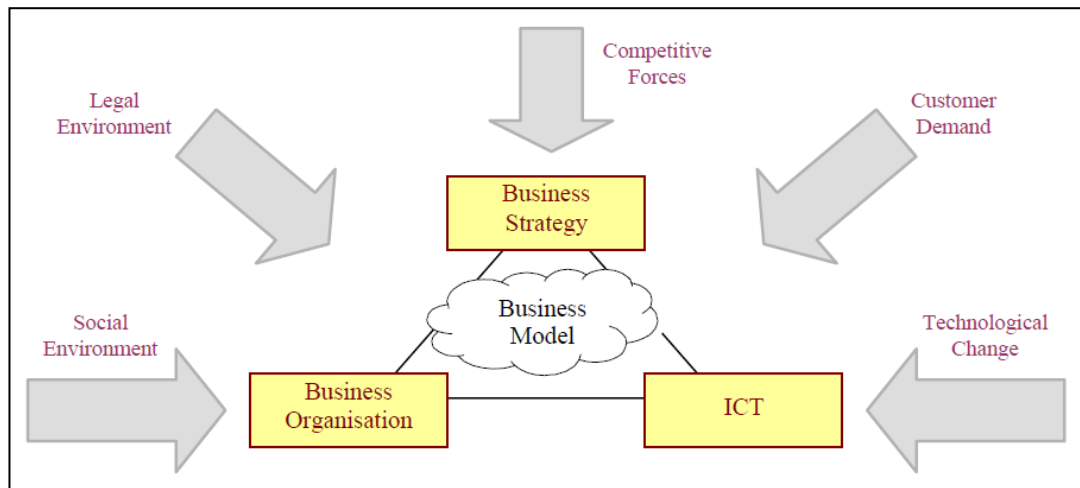 Competitive
Forces
Legal
Environment
Customer
Demand
Business
Strategy
Business
Model
Social
Environment
Technological
Change
Business
Organisation
ICT